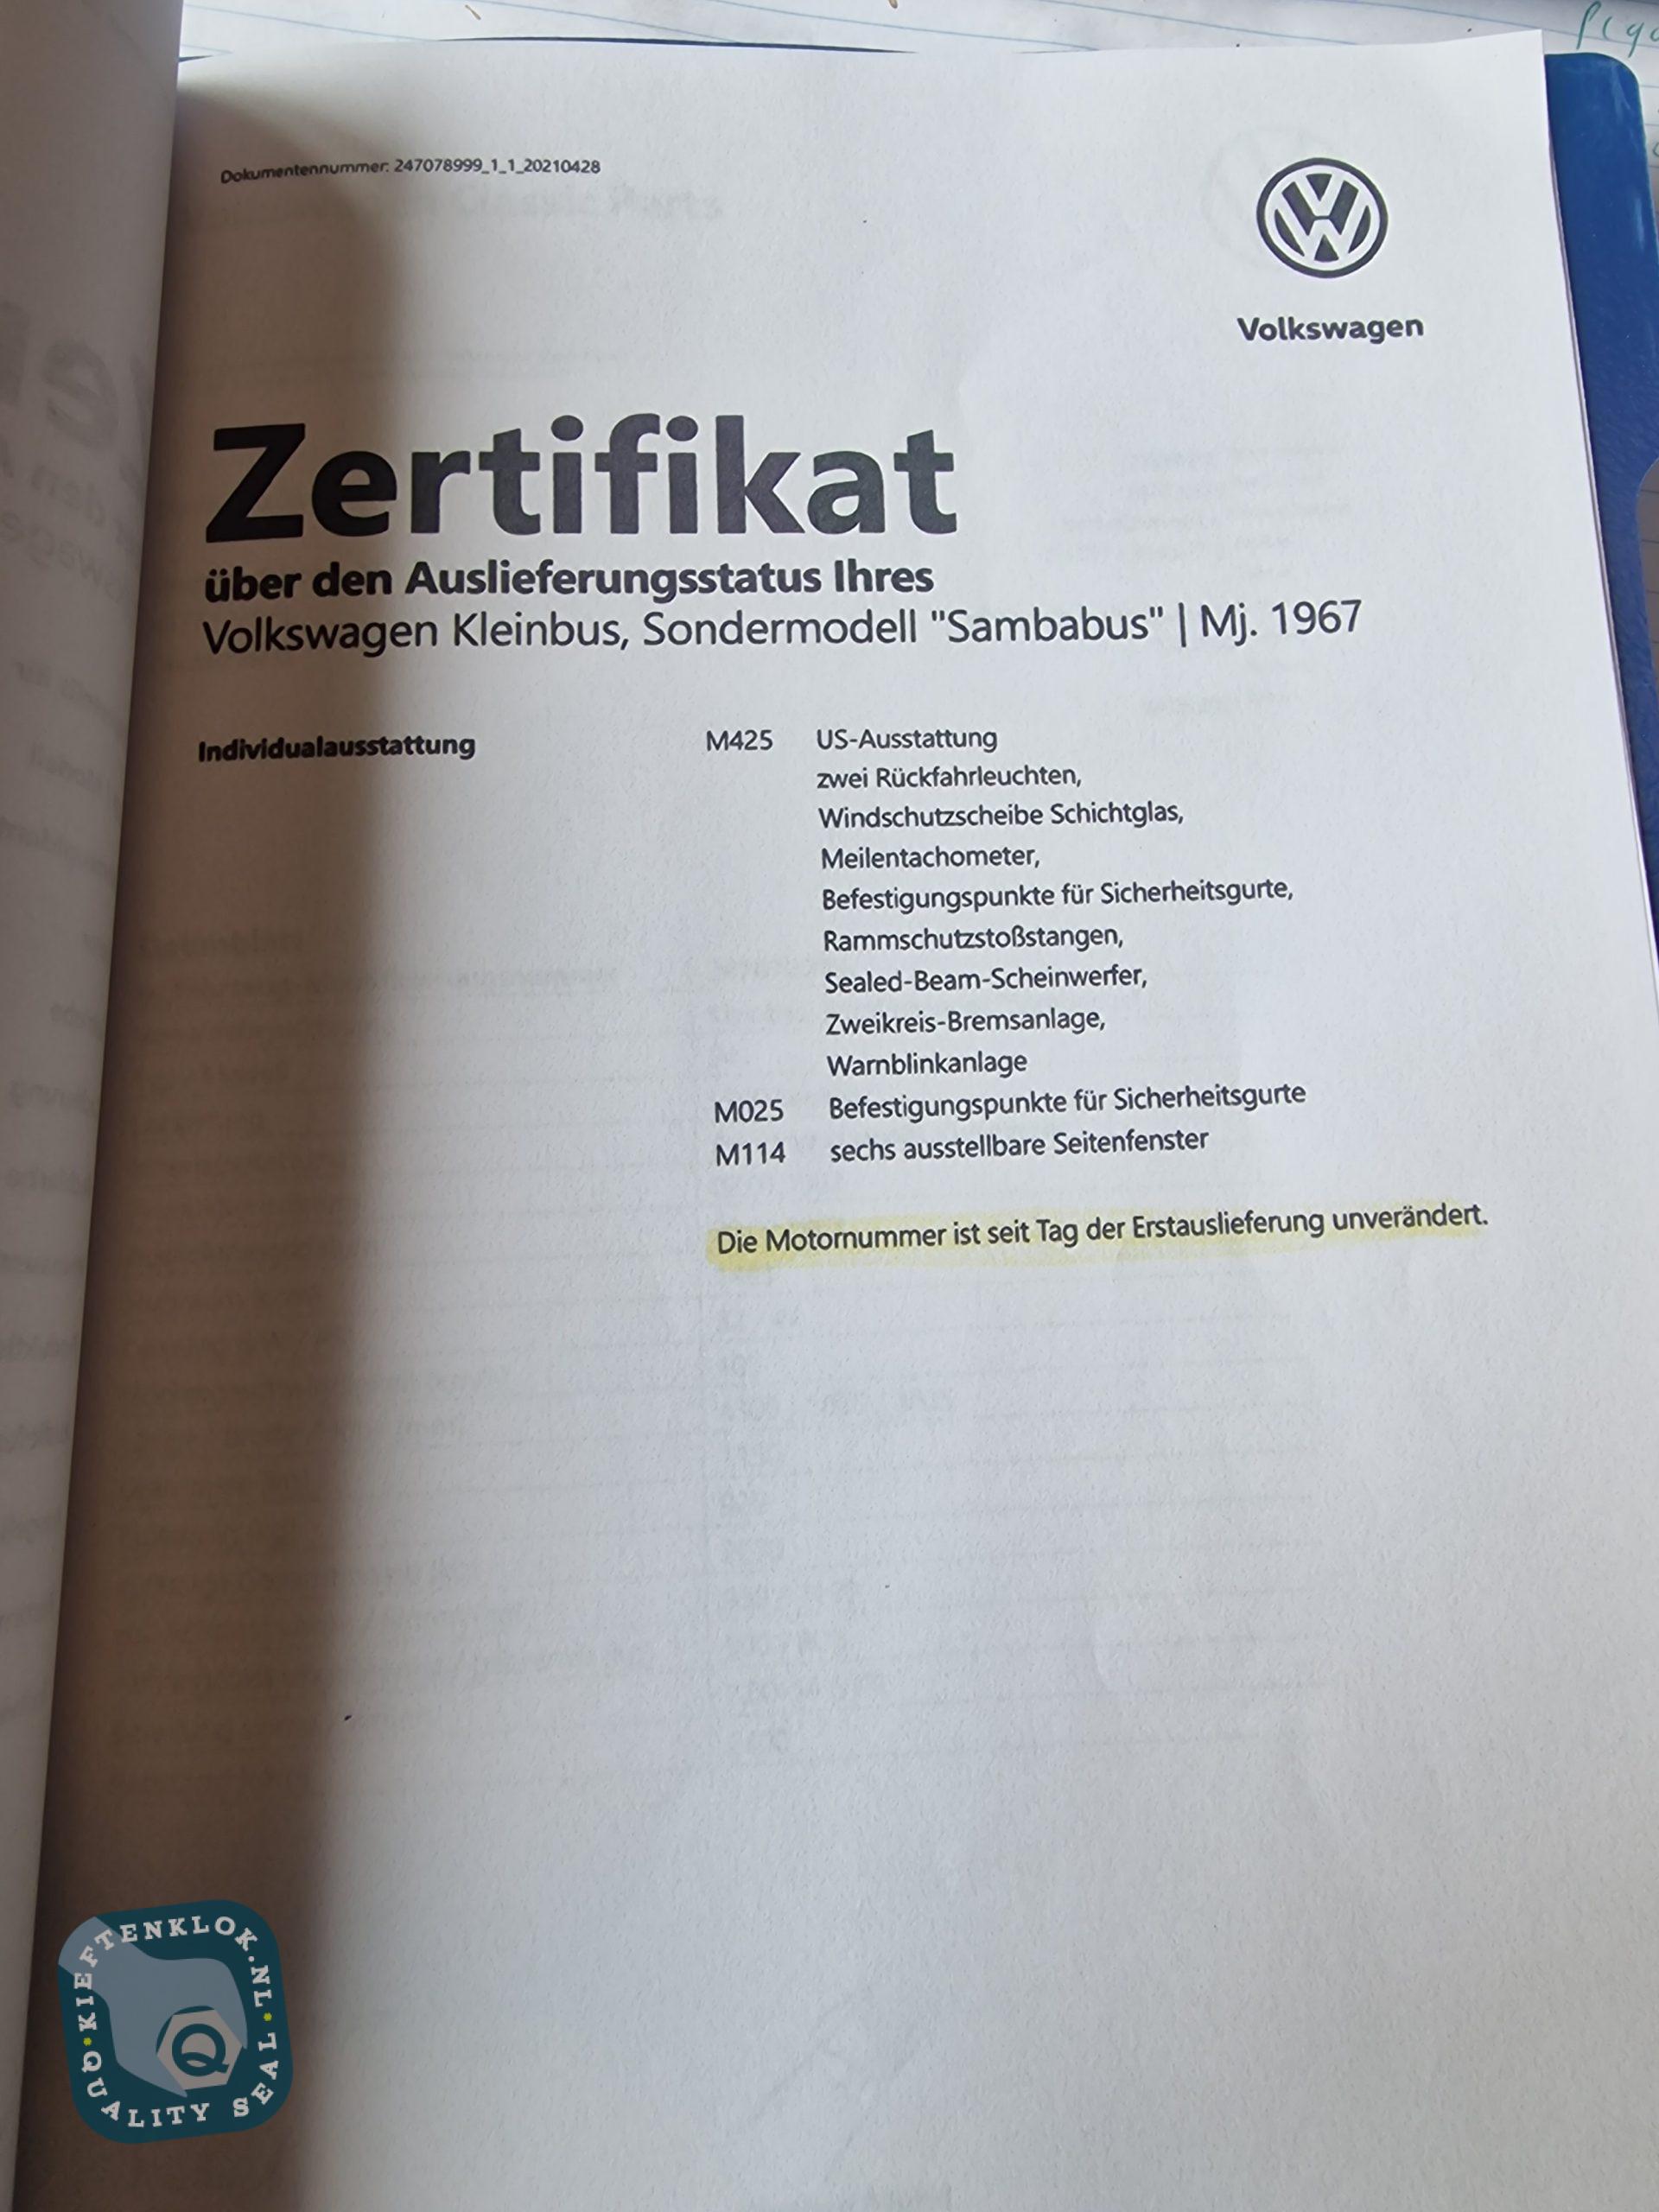 Dokumentennummer: 247078999_1_1_20210428
Volkswagen
Zertifikat
über den Auslieferungsstatus Ihres
Volkswagen Kleinbus, Sondermodell "Sambabus" | Mj. 1967
Individualausstattung
M425 US-Ausstattung
zwei Rückfahrleuchten,
Windschutzscheibe Schichtglas,
Meilentachometer,
Befestigungspunkte für Sicherheitsgurte,
Rammschutzstoßstangen,
Sealed-Beam-Scheinwerfer,
Zweikreis-Bremsanlage,
Warnblinkanlage
M025 Befestigungspunkte für Sicherheitsgurte
M114 sechs ausstellbare Seitenfenster
Die Motornummer ist seit Tag der Erstauslieferung unverändert.
KIEFTENKLOK.NL
QUALITY SEAL
Q